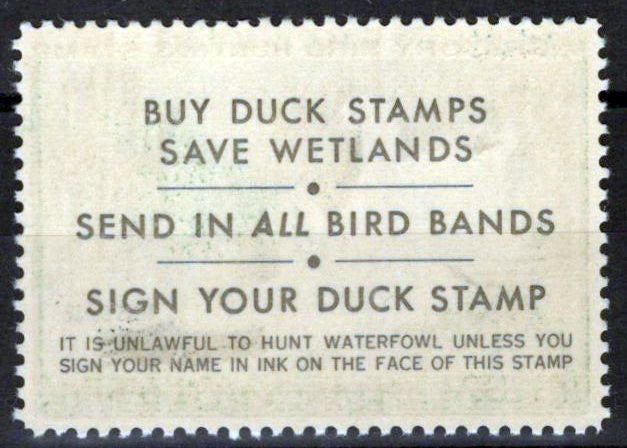 BUY DUCK STAMPS
SAVE WETLANDS
SEND IN ALL BIRD BANDS
SIGN YOUR DUCK STAMP
IT IS UNLAWFUL TO HUNT WATERFOWL UNLESS YOU
SIGN YOUR NAME IN INK ON THE FACE OF THIS STAMP